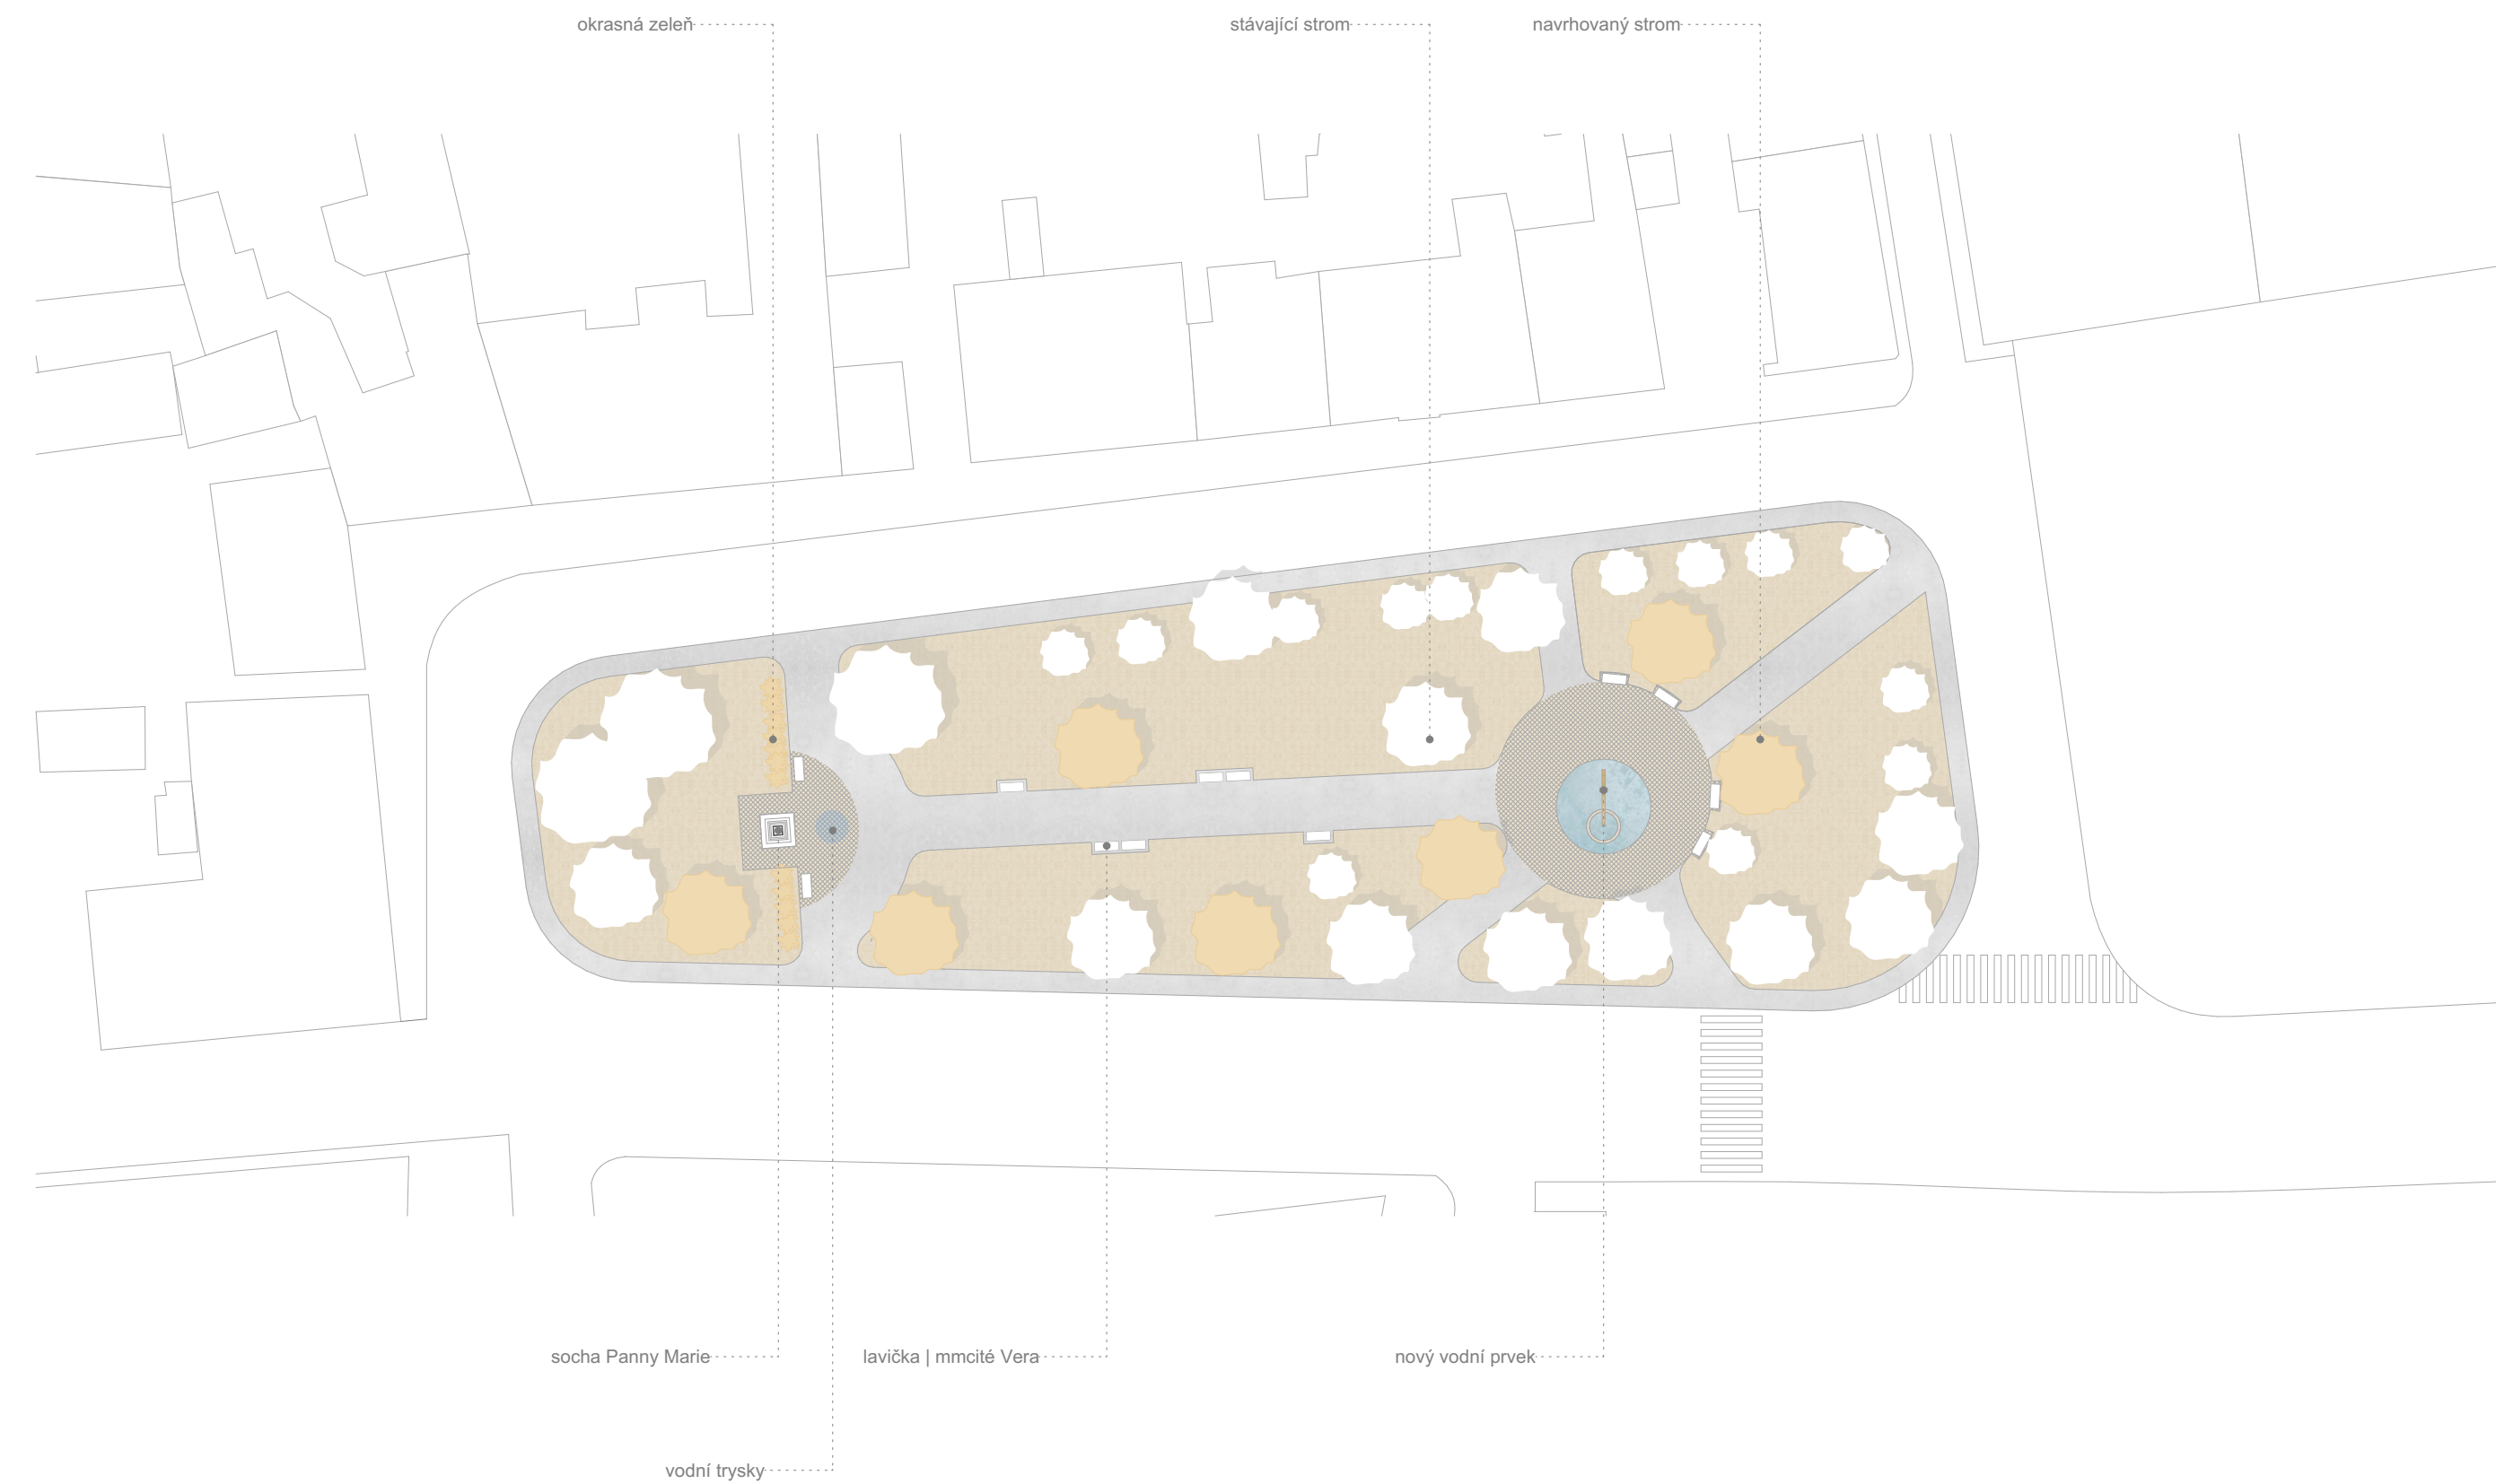 okrasná zeleň
stávající strom
navrhovaný strom
socha Panny Marie
lavička | mmcité Vera
nový vodní prvek
vodní trysky